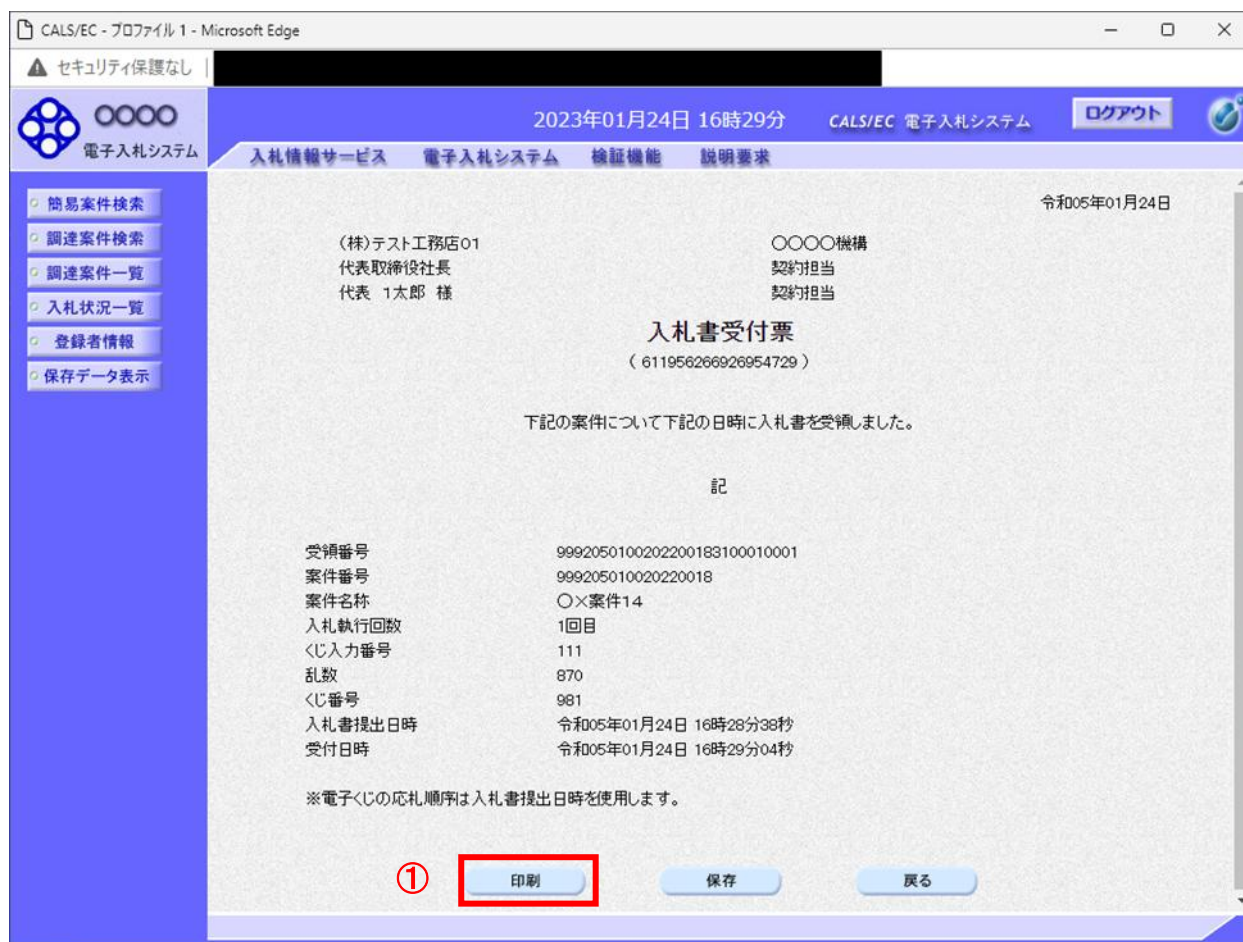 CALS/EC - プロファイル 1 - Microsoft Edge
セキュリティ保護なし
〇〇〇〇
電子入札システム
2023年01月24日 16時29分
CALS/EC 電子入札システム
ログアウト
入札情報サービス 電子入札システム 検証機能 説明要求
簡易案件検索
調達案件検索
調達案件一覧
入札状況一覧
登録者情報
保存データ表示
令和05年01月24日
(株)テスト工務店01 〇〇〇〇機構
代表取締役社長 契約担当
代表 1太郎 様 契約担当
入札書受付票
( 611956266926954729 )
下記の案件について下記の日時に入札書を受領しました。
記
受領番号 99920501002022001831​00010001
案件番号 999205010020220018
案件名称 〇×案件14
入札執行回数 1回目
くじ入力番号 111
乱数 870
くじ番号 981
入札書提出日時 令和05年01月24日 16時28分38秒
受付日時 令和05年01月24日 16時29分04秒
※電子くじの応札順序は入札書提出日時を使用します。
① 印刷 保存 戻る